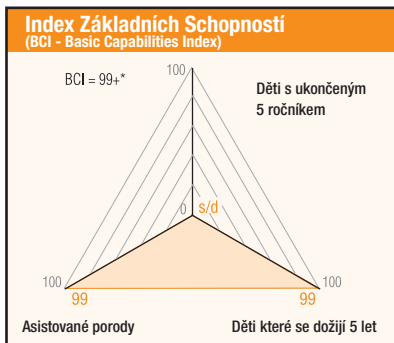 Index Základních Schopností
(BCI - Basic Capabilities Index)
BCI = 99+*
100
Děti s ukončeným
5 ročníkem
0
s/d
100
100
99
99
Asistované porody
Děti které se dožijí 5 let